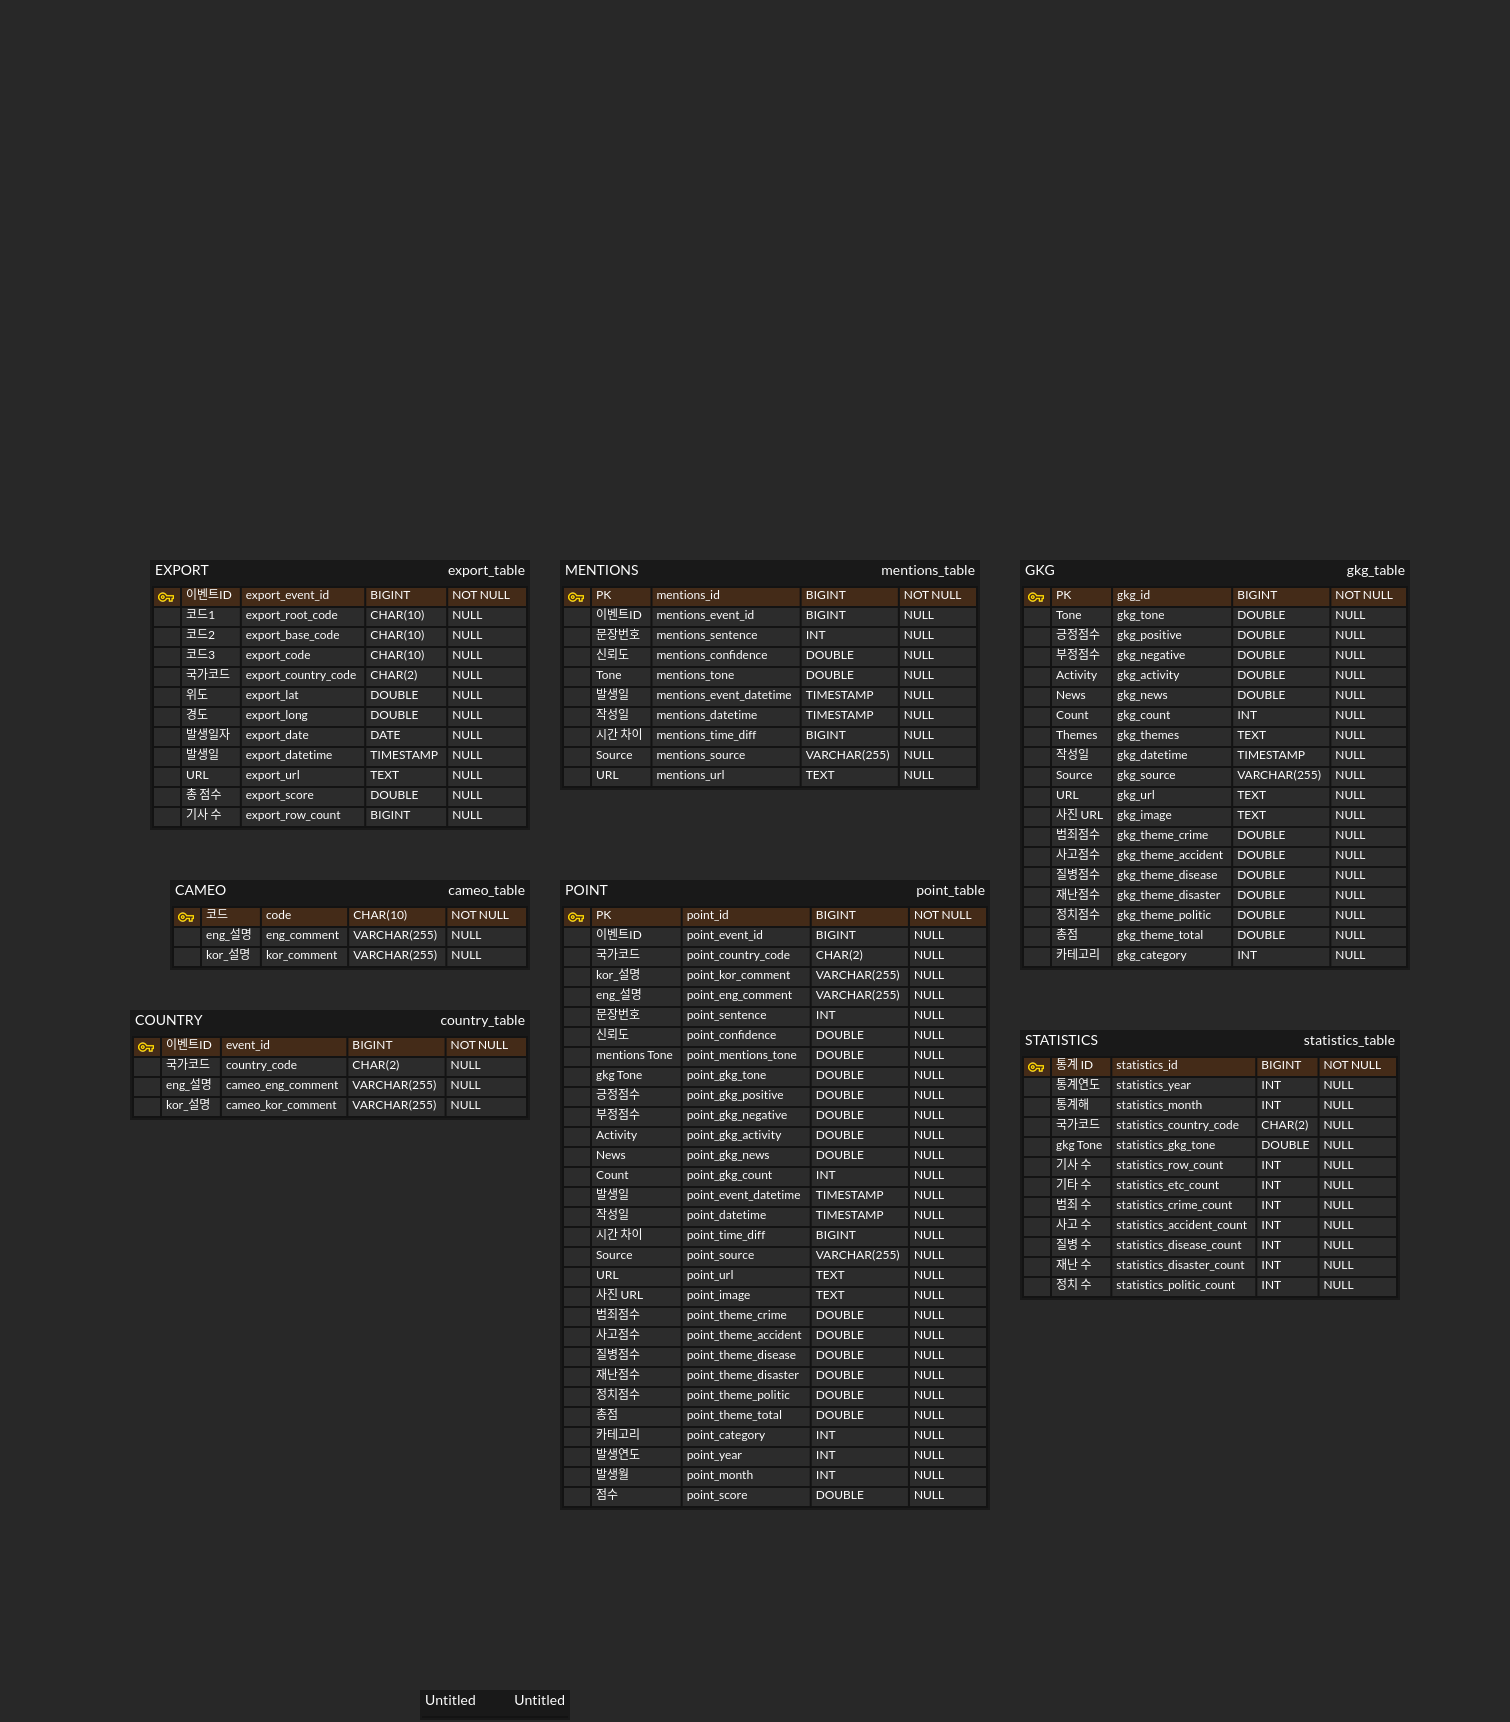 EXPORT export_table
이벤트ID export_event_id BIGINT NOT NULL
코드1 export_root_code CHAR(10) NULL
코드2 export_base_code CHAR(10) NULL
코드3 export_code CHAR(10) NULL
국가코드 export_country_code CHAR(2) NULL
위도 export_lat DOUBLE NULL
경도 export_long DOUBLE NULL
발생일자 export_date DATE NULL
발생일 export_datetime TIMESTAMP NULL
URL export_url TEXT NULL
총 점수 export_score DOUBLE NULL
기사 수 export_row_count BIGINT NULL
MENTIONS mentions_table
PK mentions_id BIGINT NOT NULL
이벤트ID mentions_event_id BIGINT NULL
문장번호 mentions_sentence INT NULL
신뢰도 mentions_confidence DOUBLE NULL
Tone mentions_tone DOUBLE NULL
발생일 mentions_event_datetime TIMESTAMP NULL
작성일 mentions_datetime TIMESTAMP NULL
시간 차이 mentions_time_diff BIGINT NULL
Source mentions_source VARCHAR(255) NULL
URL mentions_url TEXT NULL
GKG gkg_table
PK gkg_id BIGINT NOT NULL
Tone gkg_tone DOUBLE NULL
긍정점수 gkg_positive DOUBLE NULL
부정점수 gkg_negative DOUBLE NULL
Activity gkg_activity DOUBLE NULL
News gkg_news DOUBLE NULL
Count gkg_count INT NULL
Themes gkg_themes TEXT NULL
작성일 gkg_datetime TIMESTAMP NULL
Source gkg_source VARCHAR(255) NULL
URL gkg_url TEXT NULL
사진 URL gkg_image TEXT NULL
범죄점수 gkg_theme_crime DOUBLE NULL
사고점수 gkg_theme_accident DOUBLE NULL
질병점수 gkg_theme_disease DOUBLE NULL
재난점수 gkg_theme_disaster DOUBLE NULL
정치점수 gkg_theme_politic DOUBLE NULL
총점 gkg_theme_total DOUBLE NULL
카테고리 gkg_category INT NULL
CAMEO cameo_table
코드 code CHAR(10) NOT NULL
eng_설명 eng_comment VARCHAR(255) NULL
kor_설명 kor_comment VARCHAR(255) NULL
POINT point_table
PK point_id BIGINT NOT NULL
이벤트ID point_event_id BIGINT NULL
국가코드 point_country_code CHAR(2) NULL
kor_설명 point_kor_comment VARCHAR(255) NULL
eng_설명 point_eng_comment VARCHAR(255) NULL
문장번호 point_sentence INT NULL
신뢰도 point_confidence DOUBLE NULL
mentions Tone point_mentions_tone DOUBLE NULL
gkg Tone point_gkg_tone DOUBLE NULL
긍정점수 point_gkg_positive DOUBLE NULL
부정점수 point_gkg_negative DOUBLE NULL
Activity point_gkg_activity DOUBLE NULL
News point_gkg_news DOUBLE NULL
Count point_gkg_count INT NULL
발생일 point_event_datetime TIMESTAMP NULL
작성일 point_datetime TIMESTAMP NULL
시간 차이 point_time_diff BIGINT NULL
Source point_source VARCHAR(255) NULL
URL point_url TEXT NULL
사진 URL point_image TEXT NULL
범죄점수 point_theme_crime DOUBLE NULL
사고점수 point_theme_accident DOUBLE NULL
질병점수 point_theme_disease DOUBLE NULL
재난점수 point_theme_disaster DOUBLE NULL
정치점수 point_theme_politic DOUBLE NULL
총점 point_theme_total DOUBLE NULL
카테고리 point_category INT NULL
발생연도 point_year INT NULL
발생월 point_month INT NULL
점수 point_score DOUBLE NULL
COUNTRY country_table
이벤트ID event_id BIGINT NOT NULL
국가코드 country_code CHAR(2) NULL
eng_설명 cameo_eng_comment VARCHAR(255) NULL
kor_설명 cameo_kor_comment VARCHAR(255) NULL
STATISTICS statistics_table
통계 ID statistics_id BIGINT NOT NULL
통계연도 statistics_year INT NULL
통계해 statistics_month INT NULL
국가코드 statistics_country_code CHAR(2) NULL
gkg Tone statistics_gkg_tone DOUBLE NULL
기사 수 statistics_row_count INT NULL
기타 수 statistics_etc_count INT NULL
범죄 수 statistics_crime_count INT NULL
사고 수 statistics_accident_count INT NULL
질병 수 statistics_disease_count INT NULL
재난 수 statistics_disaster_count INT NULL
정치 수 statistics_politic_count INT NULL
Untitled Untitled